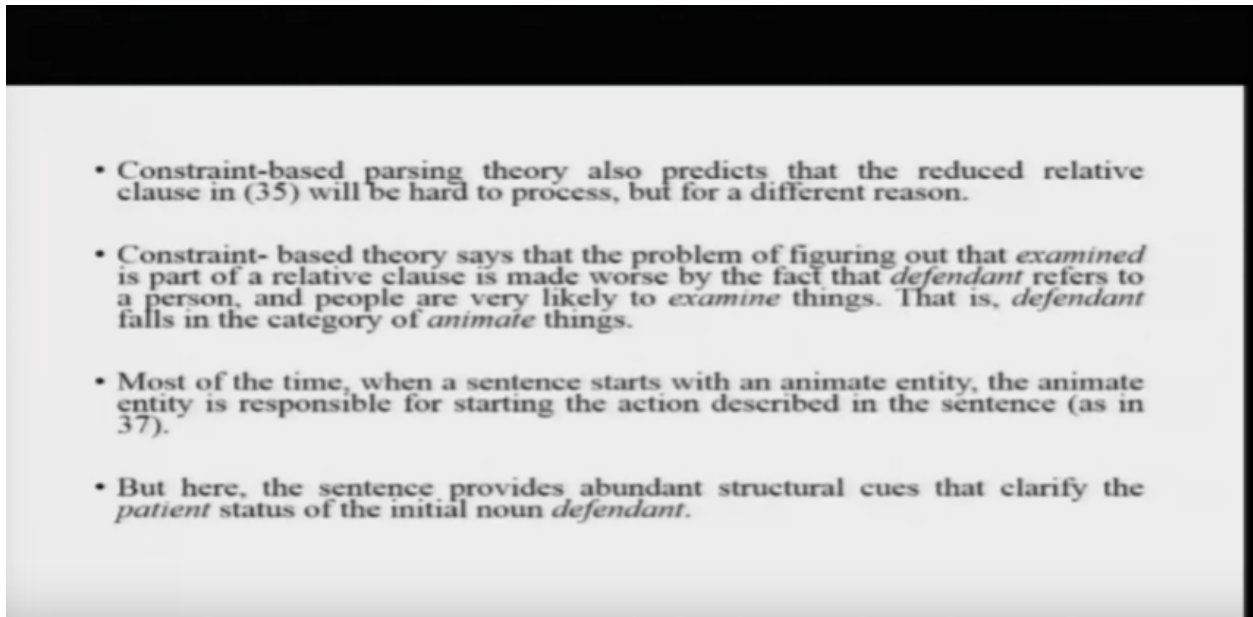 • Constraint-based parsing theory also predicts that the reduced relative
clause in (35) will be hard to process, but for a different reason.
• Constraint- based theory says that the problem of figuring out that examined
is part of a relative clause is made worse by the fact that defendant refers to
a person, and people are very likely to examine things. That is, defendant
falls in the category of animate things.
• Most of the time, when a sentence starts with an animate entity, the animate
entity is responsible for starting the action described in the sentence (as in
37).
• But here, the sentence provides abundant structural cues that clarify the
patient status of the initial noun defendant.